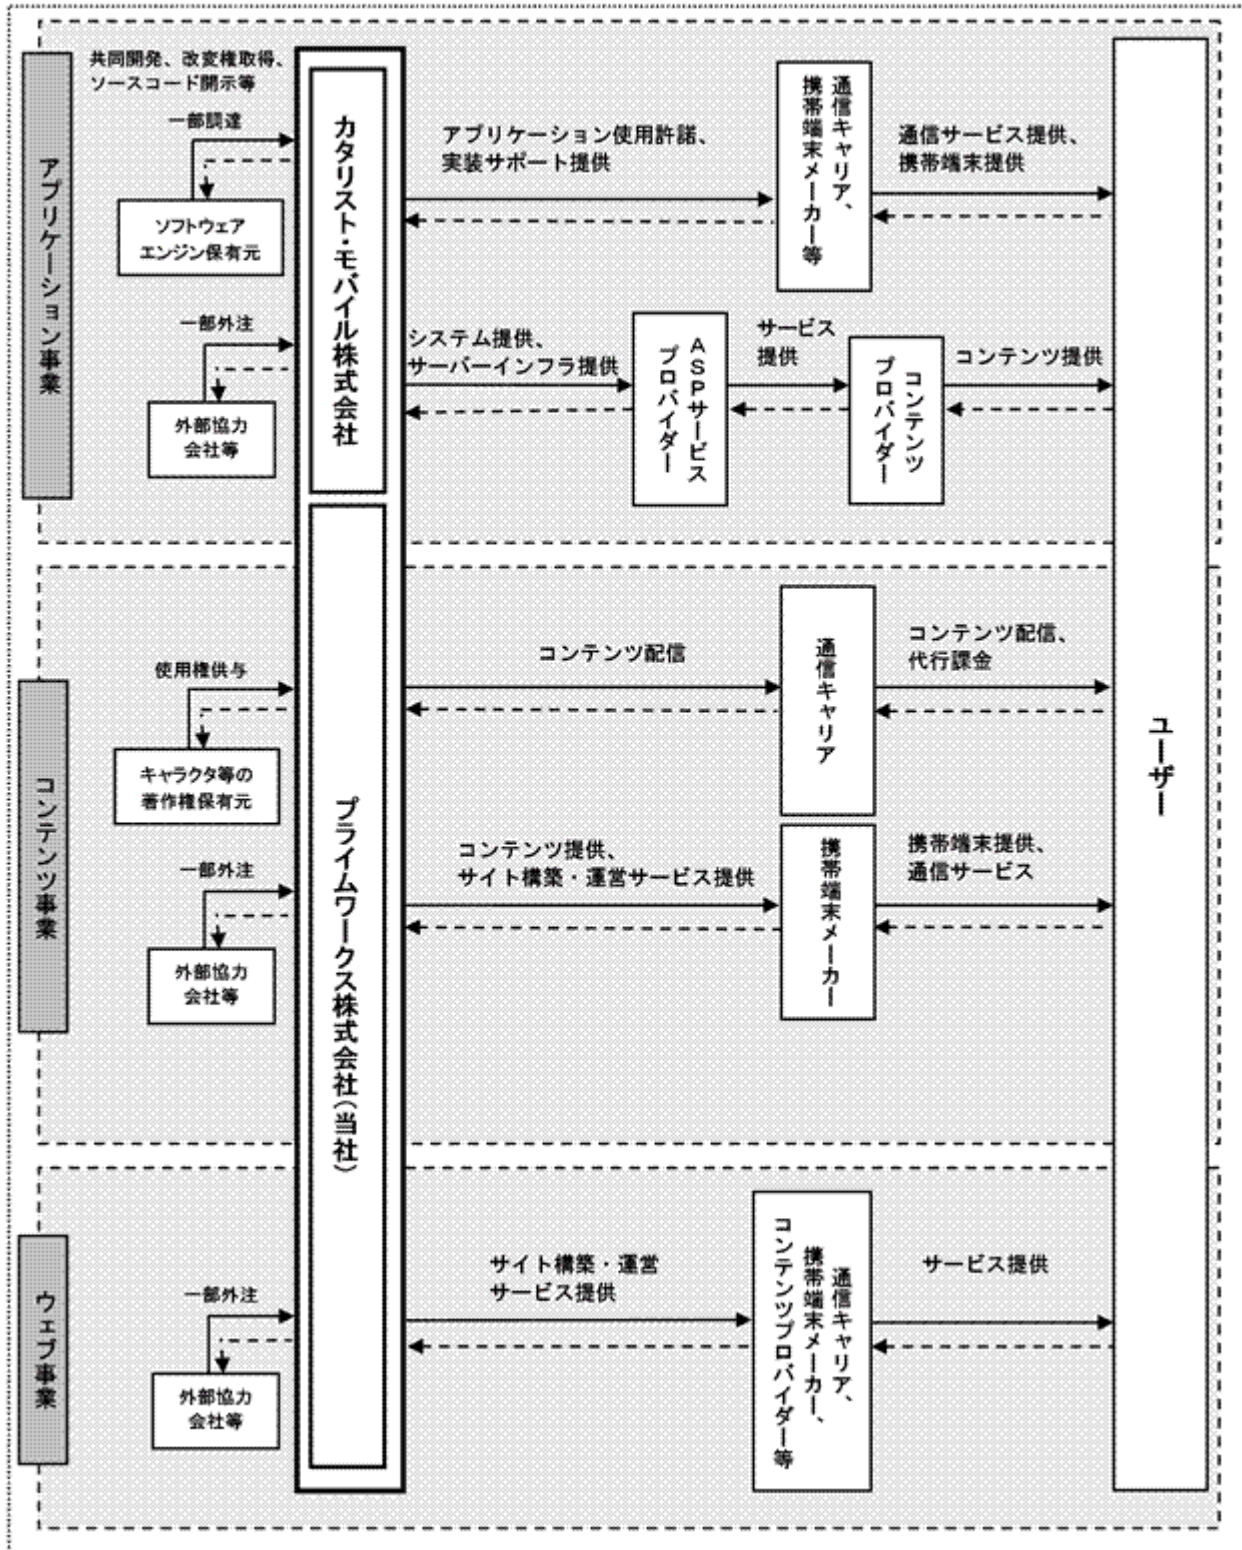 アプリケーション事業
共同開発、改変権取得、
ソースコード開示等
一部調達
ソフトウェア
エンジン保有元
一部外注
外部協力
会社等
カタリスト・モバイル株式会社
アプリケーション使用許諾、
実装サポート提供
通信キャリア、
携帯端末メーカー等
通信サービス提供、
携帯端末提供
システム提供、
サーバーインフラ提供
ASPサービス
プロバイダー
サービス
提供
コンテンツ
プロバイダー
コンテンツ提供
ユーザー
コンテンツ事業
使用権供与
キャラクタ等の
著作権保有元
一部外注
外部協力
会社等
プライムワークス株式会社(当社)
コンテンツ配信
通信キャリア
コンテンツ配信、
代行課金
コンテンツ提供、
サイト構築・運営サービス提供
携帯端末メーカー
携帯端末提供、
通信サービス
ウェブ事業
一部外注
外部協力
会社等
サイト構築・運営
サービス提供
通信キャリア、
携帯端末メーカー、
コンテンツプロバイダー等
サービス提供